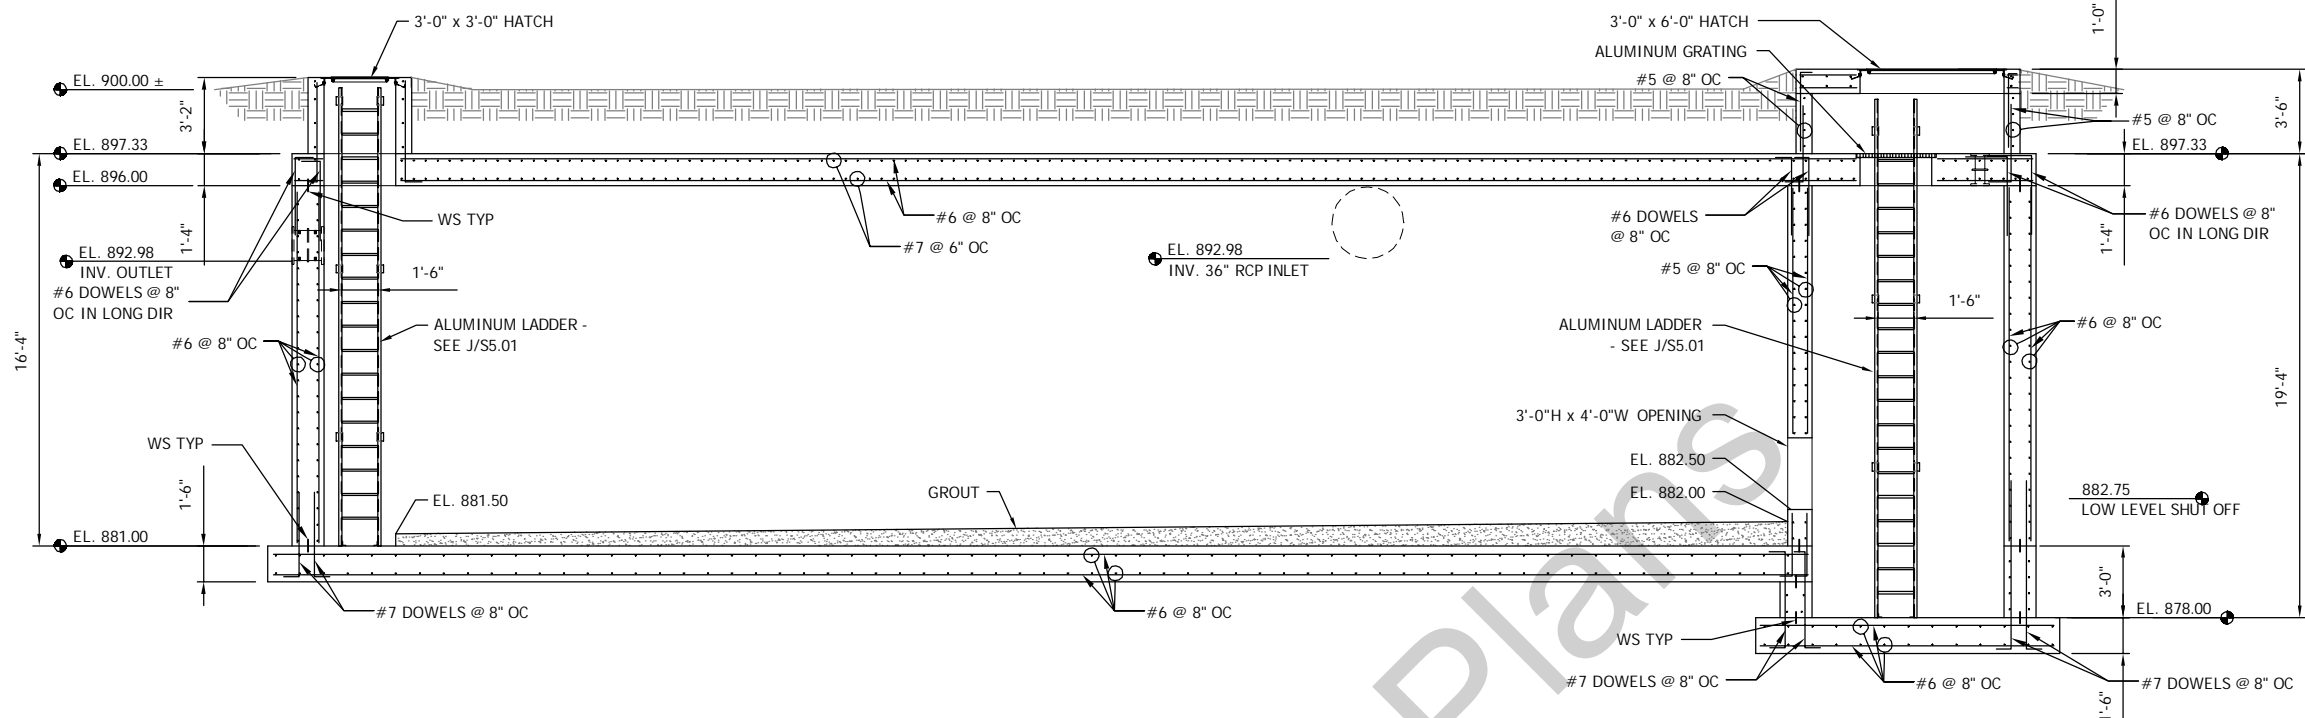 3'-0" x 3'-0" HATCH
3'-0" x 6'-0" HATCH
1'-0"
ALUMINUM GRATING
#5 @ 8" OC
EL. 900.00 ±
3'-2"
3'-6"
#5 @ 8" OC
EL. 897.33
EL. 897.33
EL. 896.00
WS TYP
#6 @ 8" OC
#7 @ 6" OC
#6 DOWELS
@ 8" OC
#6 DOWELS @ 8"
OC IN LONG DIR
1'-4"
1'-4"
EL. 892.98
INV. OUTLET
#6 DOWELS @ 8"
OC IN LONG DIR
1'-6"
EL. 892.98
INV. 36" RCP INLET
#5 @ 8" OC
1'-6"
ALUMINUM LADDER -
SEE J/S5.01
ALUMINUM LADDER
- SEE J/S5.01
#6 @ 8" OC
#6 @ 8" OC
16'-4"
19'-4"
3'-0"H x 4'-0"W OPENING
WS TYP
EL. 882.50
EL. 882.00
882.75
LOW LEVEL SHUT OFF
1'-6"
EL. 881.50
GROUT
EL. 881.00
3'-0"
#7 DOWELS @ 8" OC
#6 @ 8" OC
EL. 878.00
WS TYP
#7 DOWELS @ 8" OC
#6 @ 8" OC
#7 DOWELS @ 8" OC
1'-6"
Plans